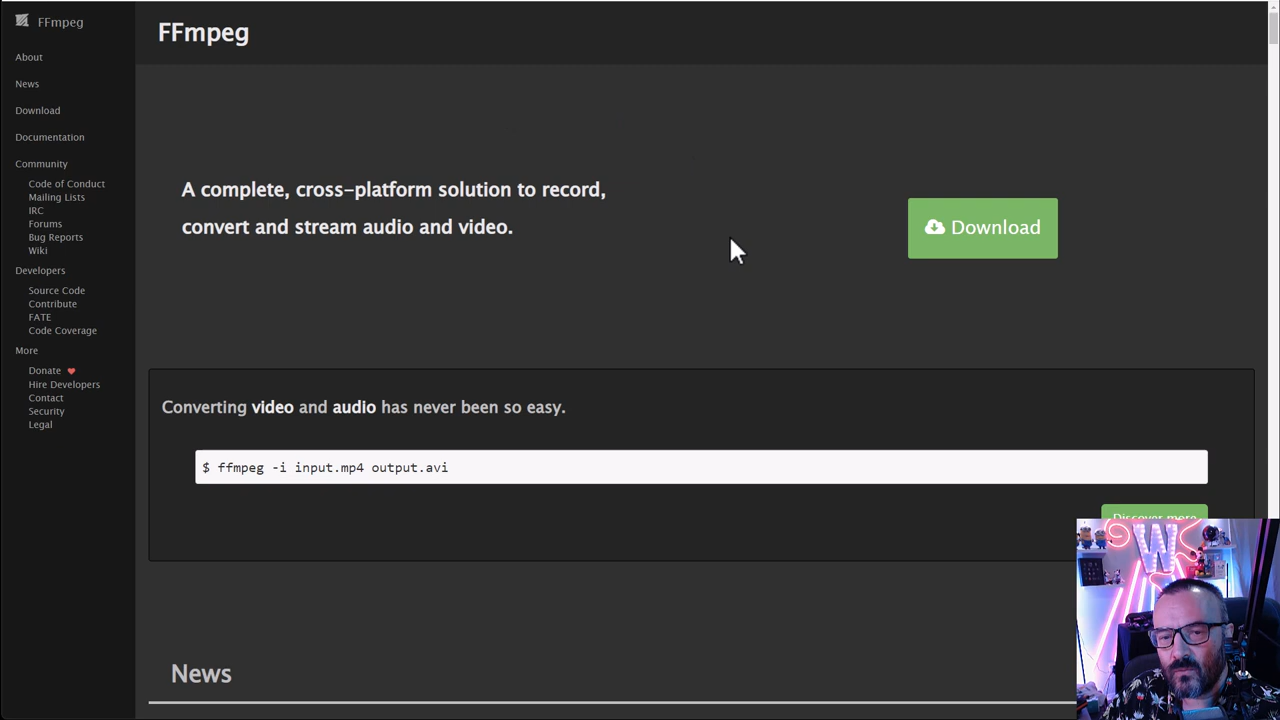 FFmpeg
About
News
Download
Documentation
Community
Code of Conduct
Mailing Lists
IRC
Forums
Bug Reports
Wiki
Developers
Source Code
Contribute
FATE
Code Coverage
More
Donate
Hire Developers
Contact
Security
Legal
FFmpeg
A complete, cross-platform solution to record,
convert and stream audio and video.
Download
Converting video and audio has never been so easy.
$ ffmpeg -i input.mp4 output.avi
Discover more
News
W